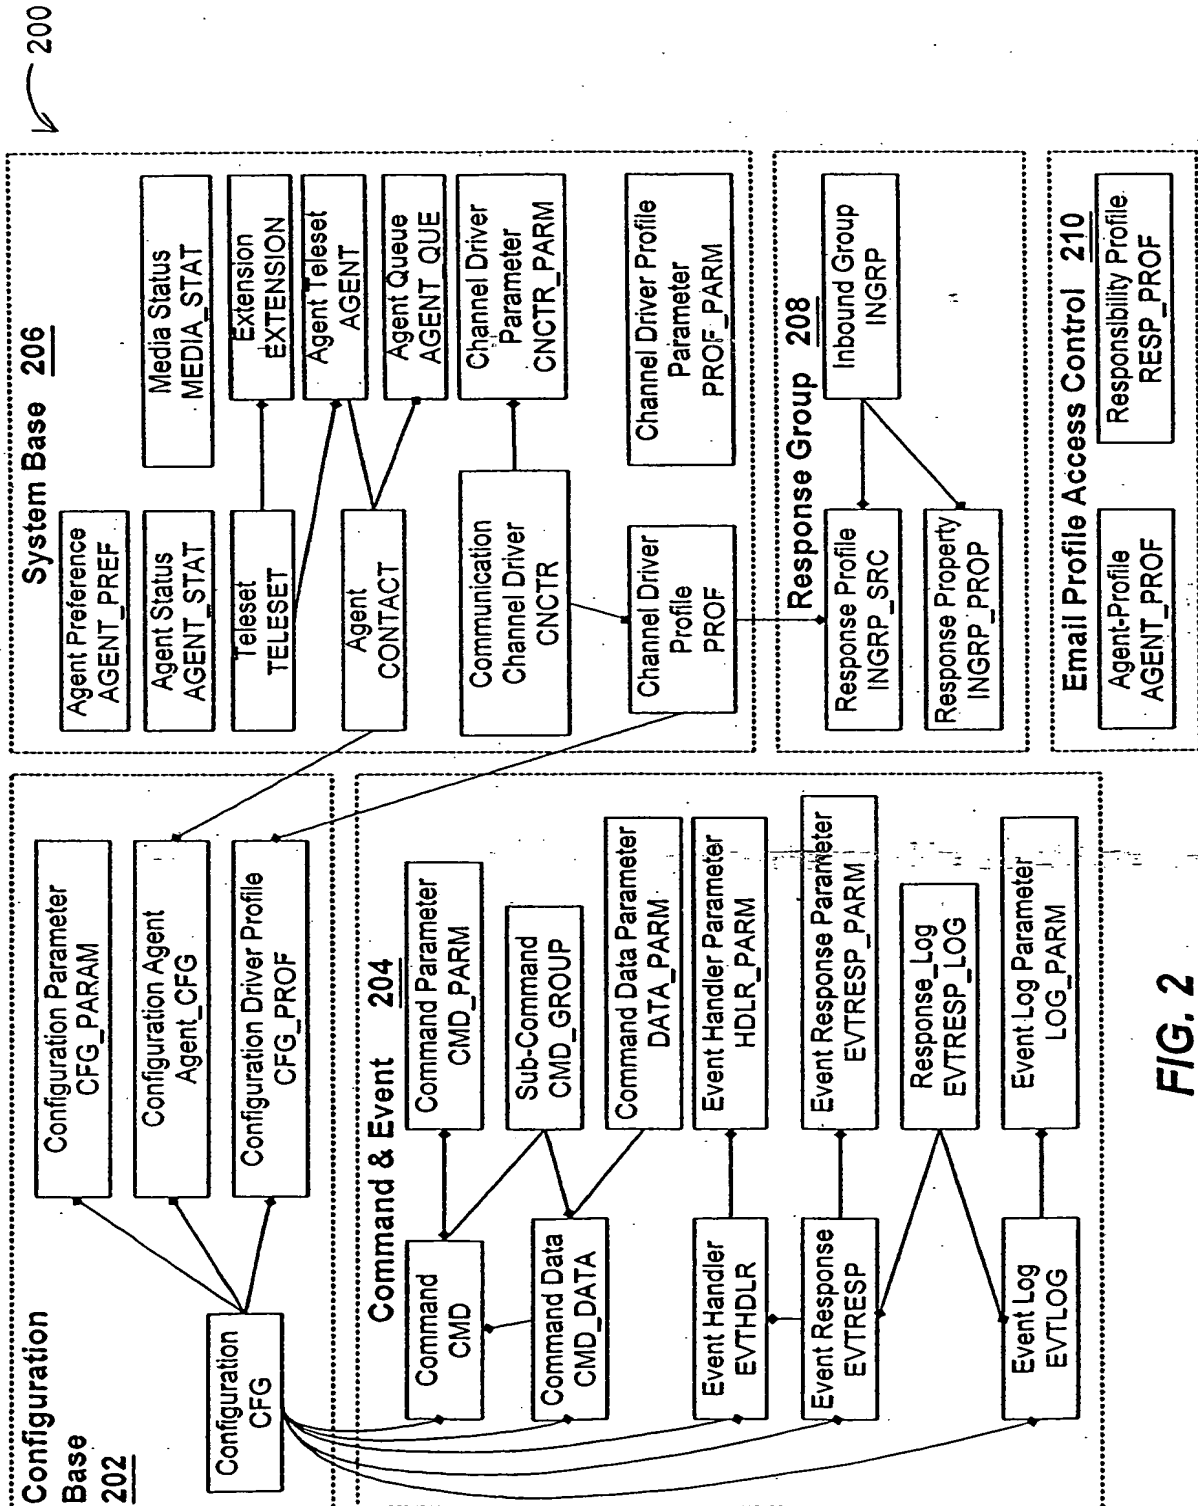 200
Configuration
Base
202
Configuration
CFG
Configuration Parameter
CFG_PARAM
Configuration Agent
Agent_CFG
Configuration Driver Profile
CFG_PROF
Command & Event 204
Command
CMD
Command Parameter
CMD_PARM
Sub-Command
CMD_GROUP
Command Data
CMD_DATA
Command Data Parameter
DATA_PARM
Event Handler
EVTHDLR
Event Handler Parameter
HDLR_PARM
Event Response
EVTRESP
Event Response Parameter
EVTRESP_PARM
Response_Log
EVTRESP_LOG
Event Log
EVTLOG
Event Log Parameter
LOG_PARM
System Base 206
Agent Preference
AGENT_PREF
Agent Status
AGENT_STAT
Media Status
MEDIA_STAT
Teleset
TELESET
Extension
EXTENSION
Agent Teleset
AGENT
Agent
CONTACT
Agent Queue
AGENT_QUE
Communication
Channel Driver
CNCTR
Channel Driver
Parameter
CNCTR_PARM
Channel Driver
Profile
PROF
Channel Driver Profile
Parameter
PROF_PARM
Response Group 208
Response Profile
INGRP_SRC
Inbound Group
INGRP
Response Property
INGRP_PROP
Email Profile Access Control 210
Agent-Profile
AGENT_PROF
Responsibility Profile
RESP_PROF
FIG. 2